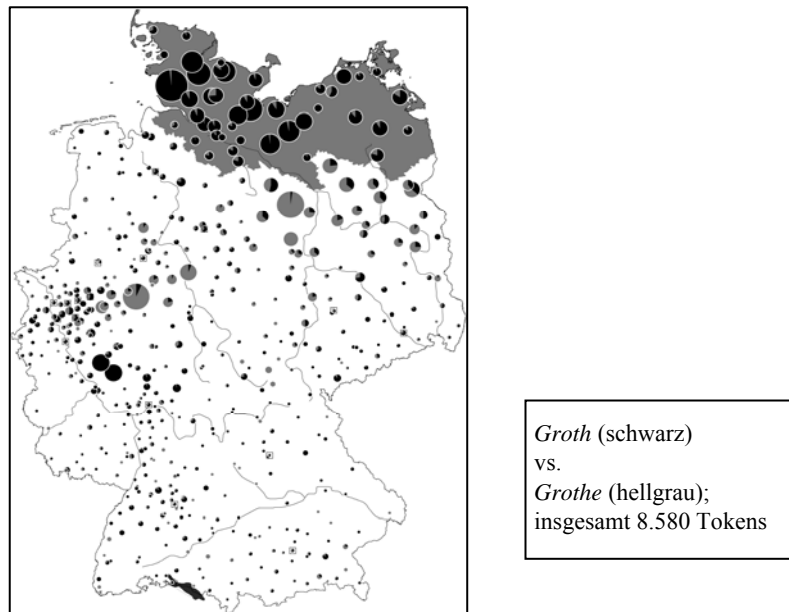 Groth (schwarz)
vs.
Grothe (hellgrau);
insgesamt 8.580 Tokens